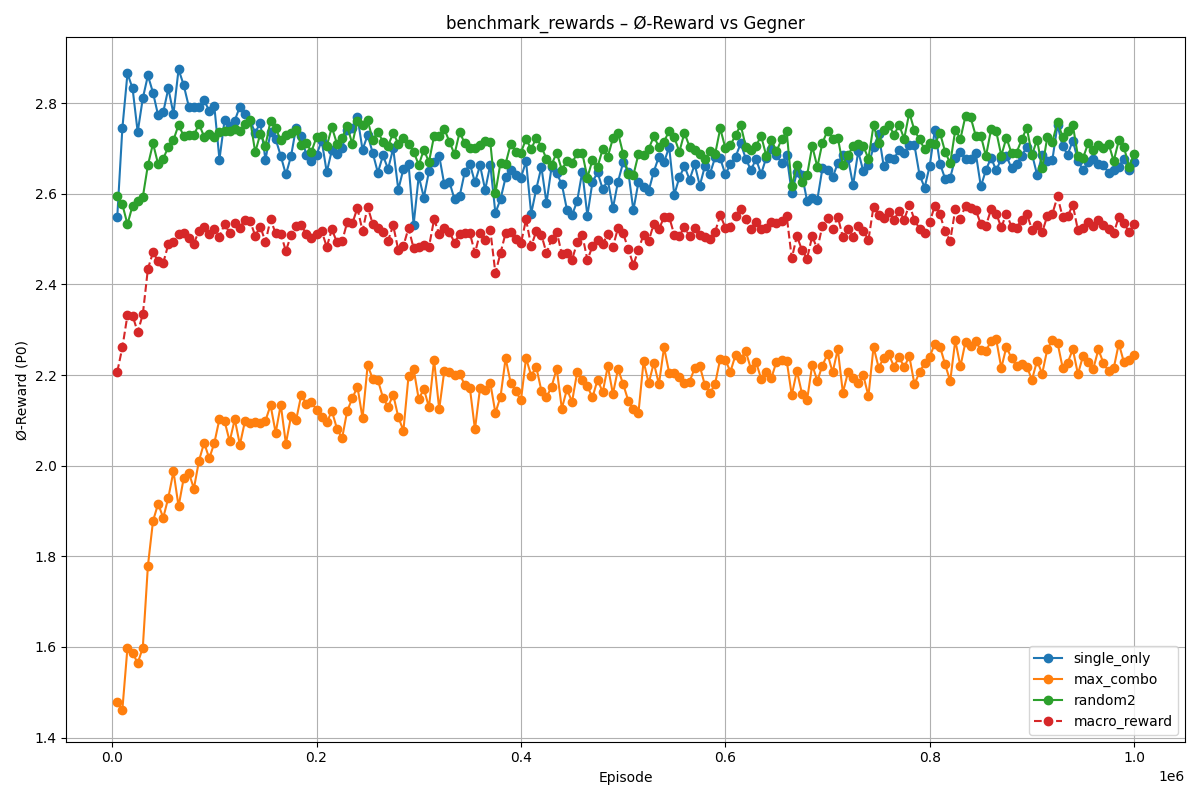 benchmark_rewards – Ø-Reward vs Gegner
Ø-Reward (P0)
2.8
2.6
2.4
2.2
2.0
1.8
1.6
1.4
0.0
0.2
0.4
0.6
0.8
1.0
1e6
Episode
single_only
max_combo
random2
macro_reward